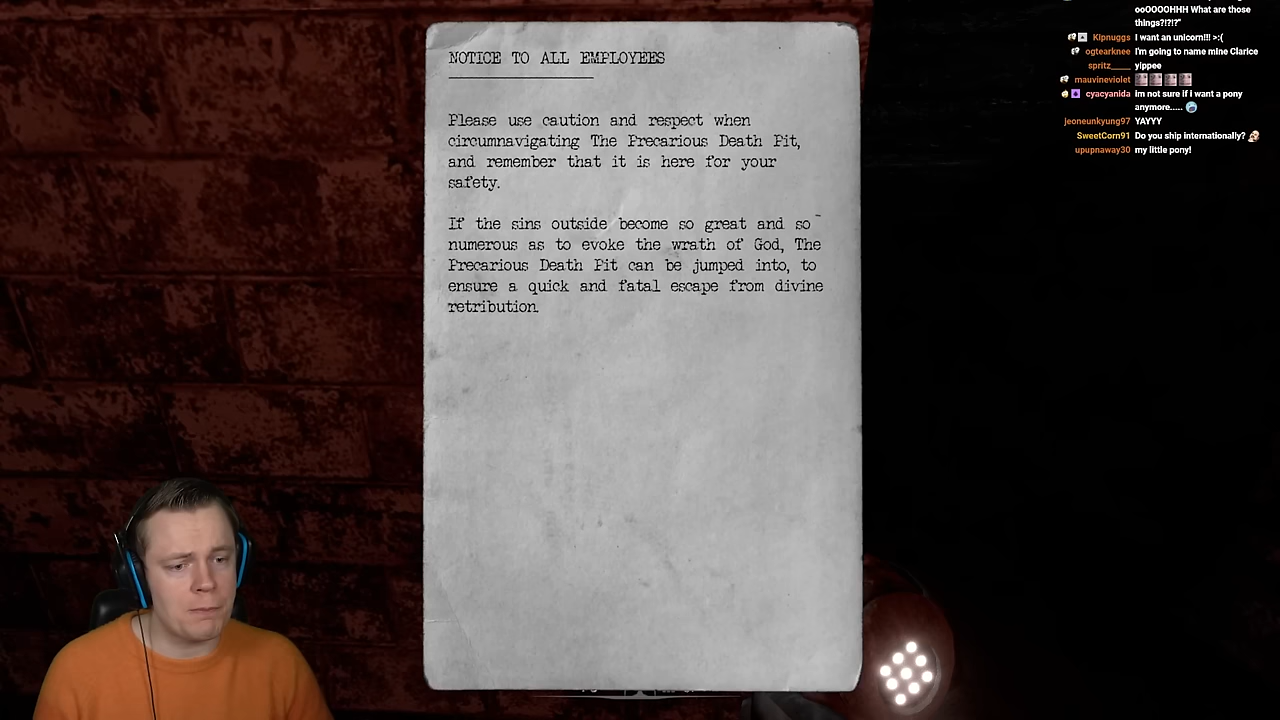 NOTICE TO ALL EMPLOYEES
Please use caution and respect when
circumnavigating The Precarious Death Pit,
and remember that it is here for your
safety.
If the sins outside become so great and so
numerous as to evoke the wrath of God, The
Precarious Death Pit can be jumped into, to
ensure a quick and fatal escape from divine
retribution.
ooOOOOHHH What are those
things?!?!?"
Kipnuggs I want an unicorn!!! >:(
ogtearknee I'm going to name mine Clarice
spritz____ yippee
mauvineviolet
cyacyanida im not sure if i want a pony
anymore.....
jeoneunkyung97 YAYYY
SweetCorn91 Do you ship internationally?
upupnaway30 my little pony!